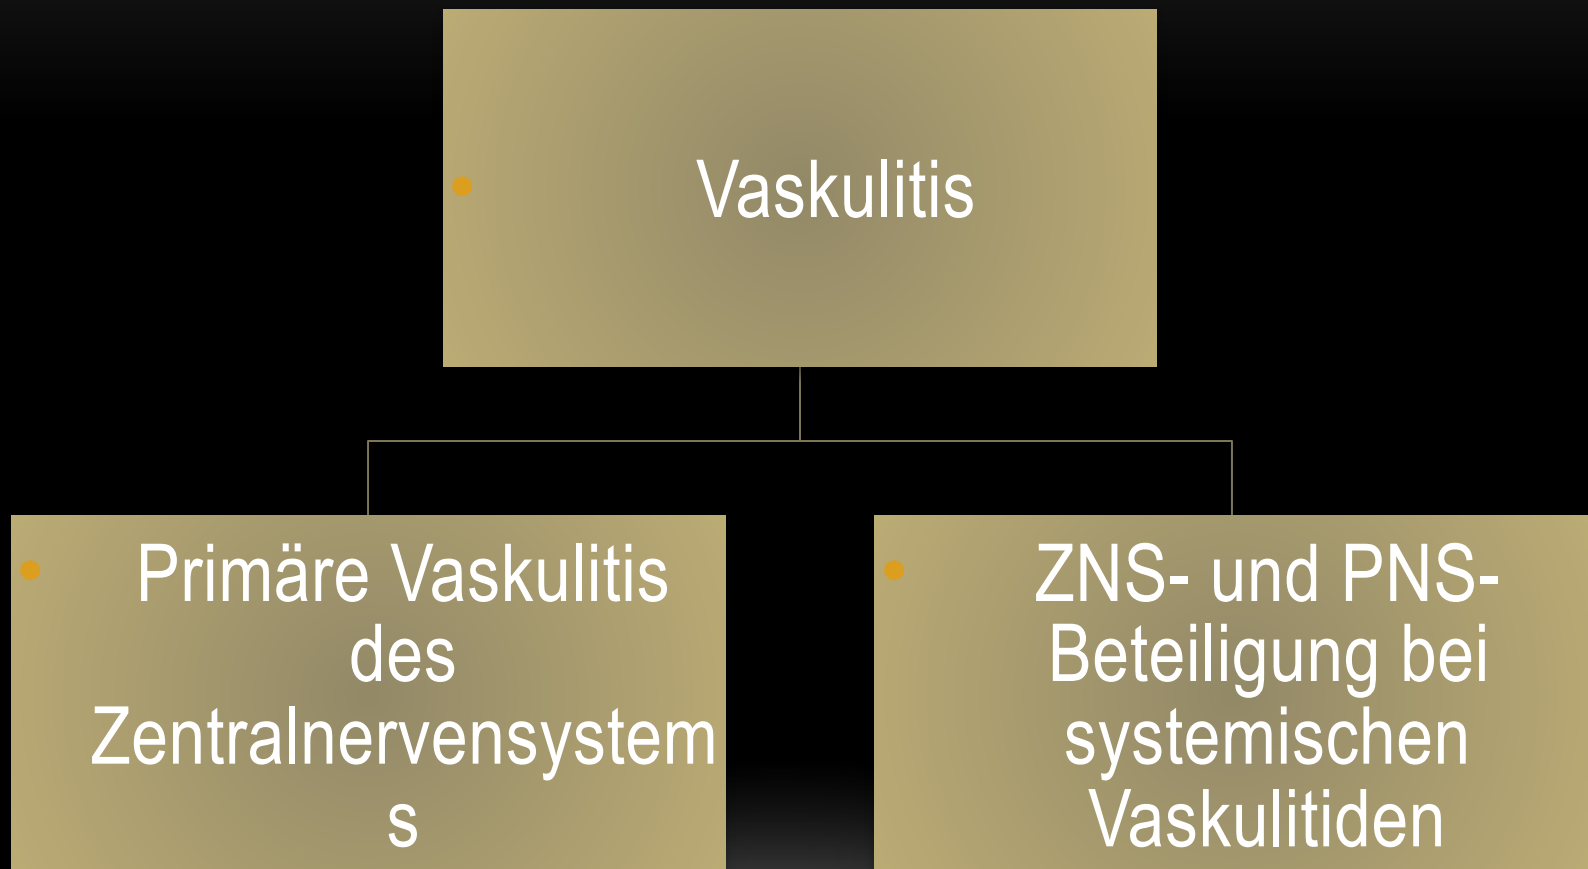 Vaskulitis
Primäre Vaskulitis
des
Zentralnervensystem
s
ZNS- und PNS-
Beteiligung bei
systemischen
Vaskulitiden